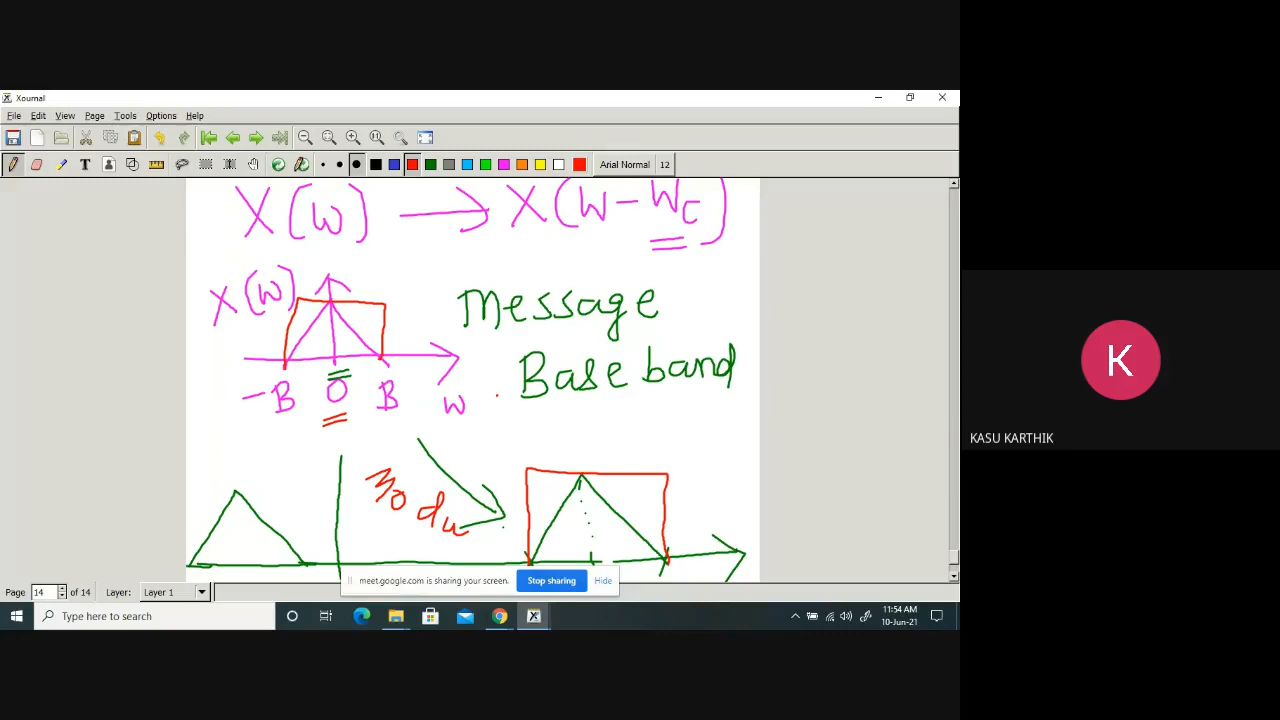 Xournal
File Edit View Page Tools Options Help
Arial Normal 12
X(W) → X(W-Wc)
X(W)
Message
Base band
-B 0 B W
Page 14 of 14 Layer: Layer 1
meet.google.com is sharing your screen. Stop sharing Hide
Type here to search
11:54 AM
10-Jun-21
K
KASU KARTHIK